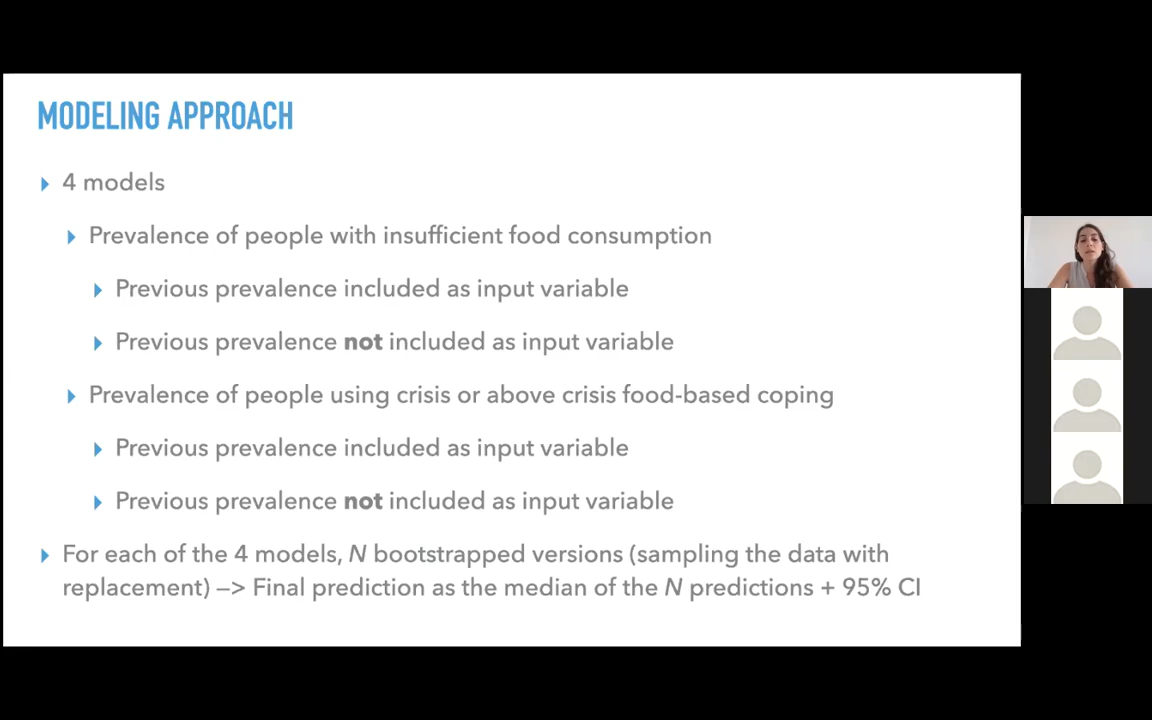 MODELING APPROACH
4 models
Prevalence of people with insufficient food consumption
Previous prevalence included as input variable
Previous prevalence not included as input variable
Prevalence of people using crisis or above crisis food-based coping
Previous prevalence included as input variable
Previous prevalence not included as input variable
For each of the 4 models, N bootstrapped versions (sampling the data with
replacement) —> Final prediction as the median of the N predictions + 95% CI